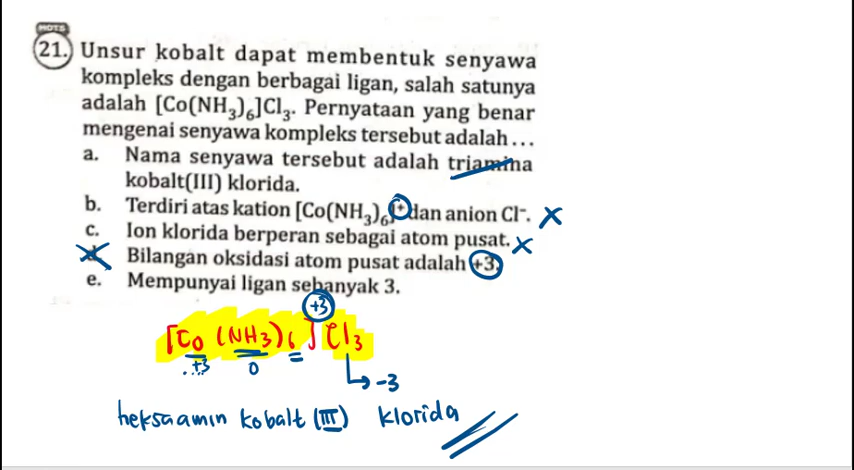 HOTS
21. Unsur kobalt dapat membentuk senyawa
kompleks dengan berbagai ligan, salah satunya
adalah [Co(NH₃)₆]Cl₃. Pernyataan yang benar
mengenai senyawa kompleks tersebut adalah . . .
a. Nama senyawa tersebut adalah triamina
kobalt(III) klorida.
b. Terdiri atas kation [Co(NH₃)₆]⁺ dan anion Cl⁻. X
c. Ion klorida berperan sebagai atom pusat. X
d. Bilangan oksidasi atom pusat adalah +3.
e. Mempunyai ligan sebanyak 3.
+3
[Co (NH3)6] Cl3
+3 0 -3
heksaamin kobalt (III) klorida